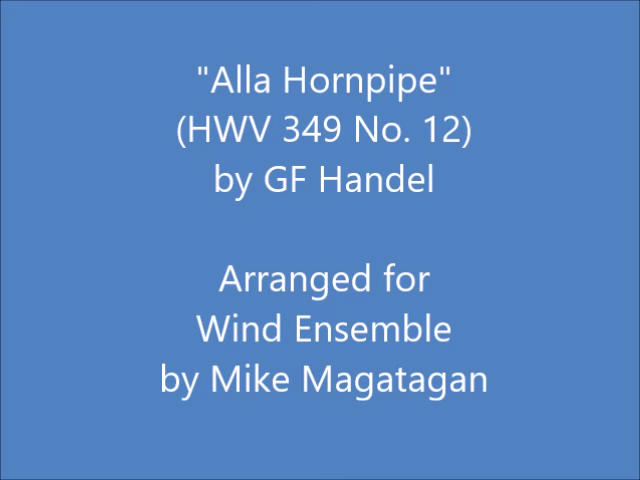 "Alla Hornpipe"
(HWV 349 No. 12)
by GF Handel
Arranged for
Wind Ensemble
by Mike Magatagan